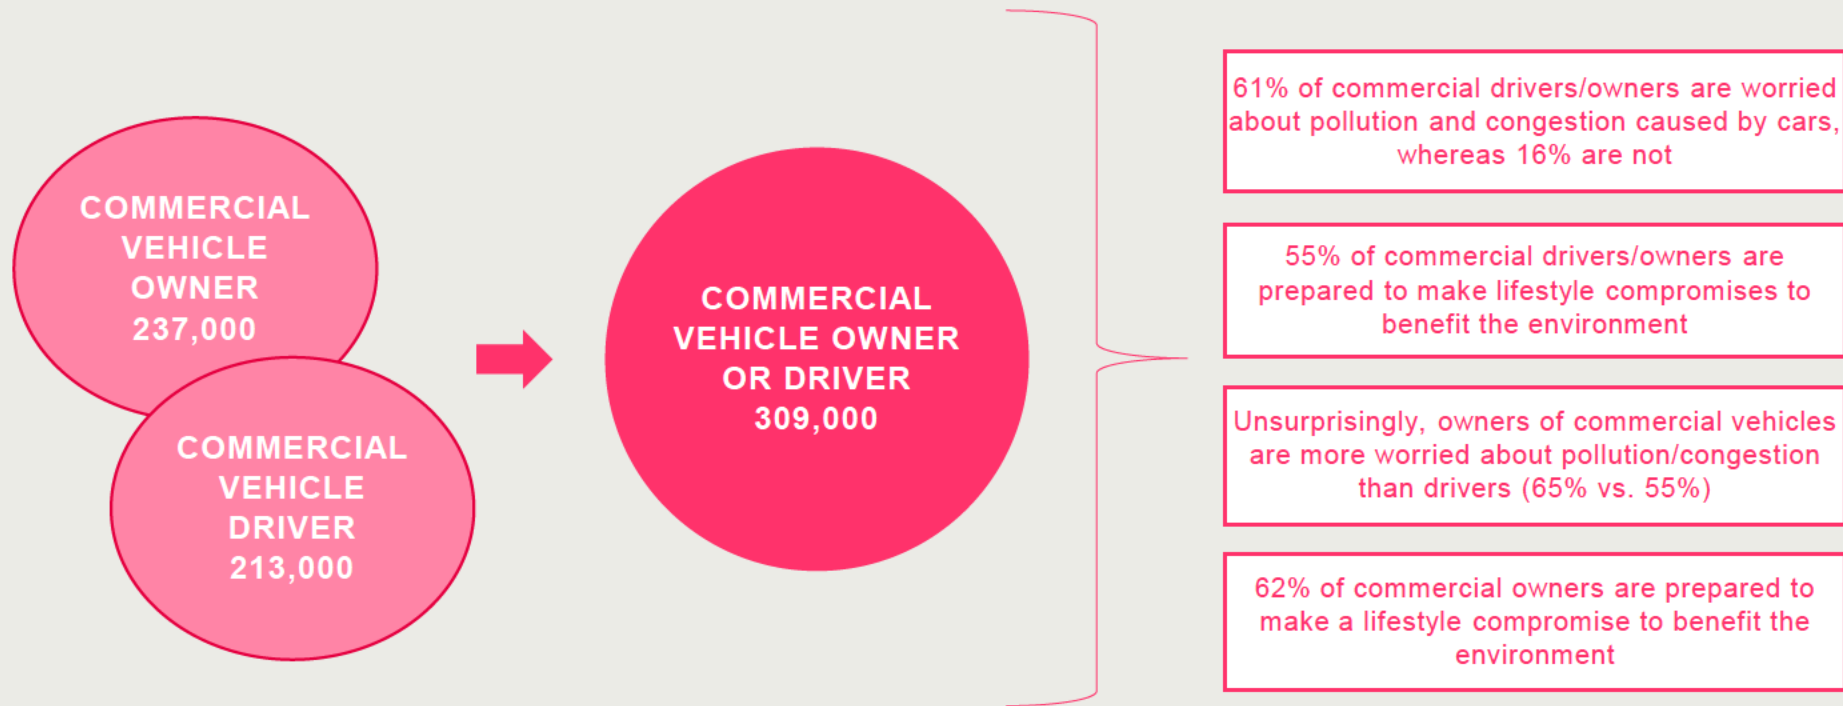 COMMERCIAL
VEHICLE
OWNER
237,000
COMMERCIAL
VEHICLE
DRIVER
213,000
COMMERCIAL
VEHICLE OWNER
OR DRIVER
309,000
61% of commercial drivers/owners are worried
about pollution and congestion caused by cars,
whereas 16% are not
55% of commercial drivers/owners are
prepared to make lifestyle compromises to
benefit the environment
Unsurprisingly, owners of commercial vehicles
are more worried about pollution/congestion
than drivers (65% vs. 55%)
62% of commercial owners are prepared to
make a lifestyle compromise to benefit the
environment